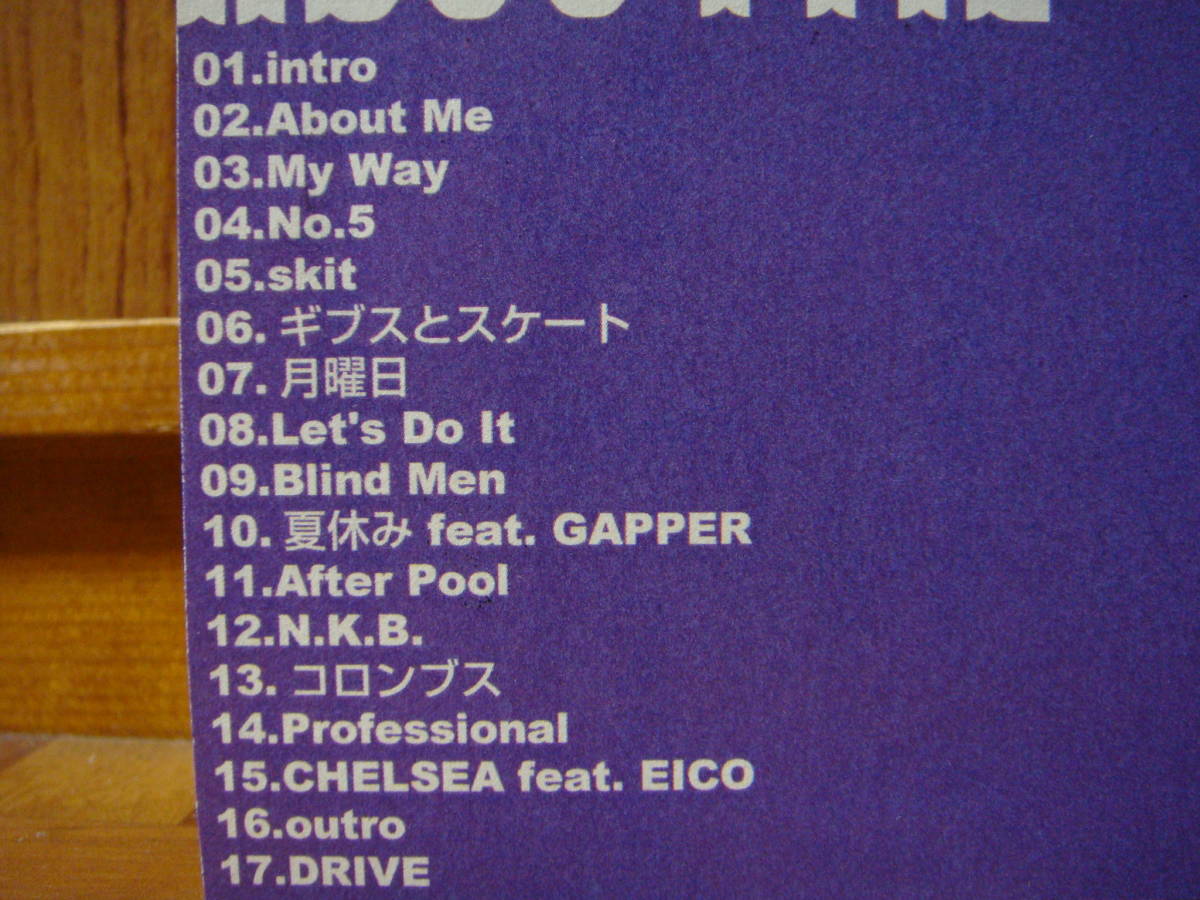 01.intro
02.About Me
03.My Way
04.No.5
05.skit
06. ギブスとスケート
07. 月曜日
08.Let's Do It
09.Blind Men
10. 夏休み feat. GAPPER
11.After Pool
12.N.K.B.
13. コロンブス
14.Professional
15.CHELSEA feat. EICO
16.outro
17.DRIVE